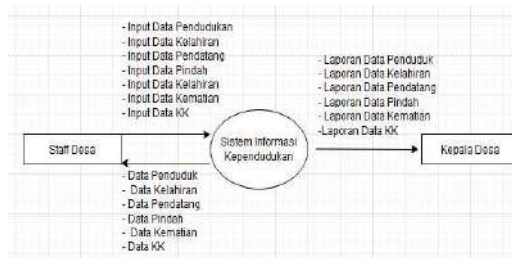 - Input Data Pendudukan
- Input Data Kelahiran
- Input Data Pendatang
- Input Data Pindah
- Input Data Kelahiran
- Input Data Kematian
- Input Data KK
- Laporan Data Penduduk
- Laporan Data Kelahiran
- Laporan Data Pendatang
- Laporan Data Pindah
- Laporan Data Kematian
-Laporan Data KK
Staff Desa
Sistem Informasi
Kependudukan
Kepala Desa
- Data Penduduk
- Data Kelahiran
- Data Pendatang
- Data Pindah
- Data Kematian
- Data KK